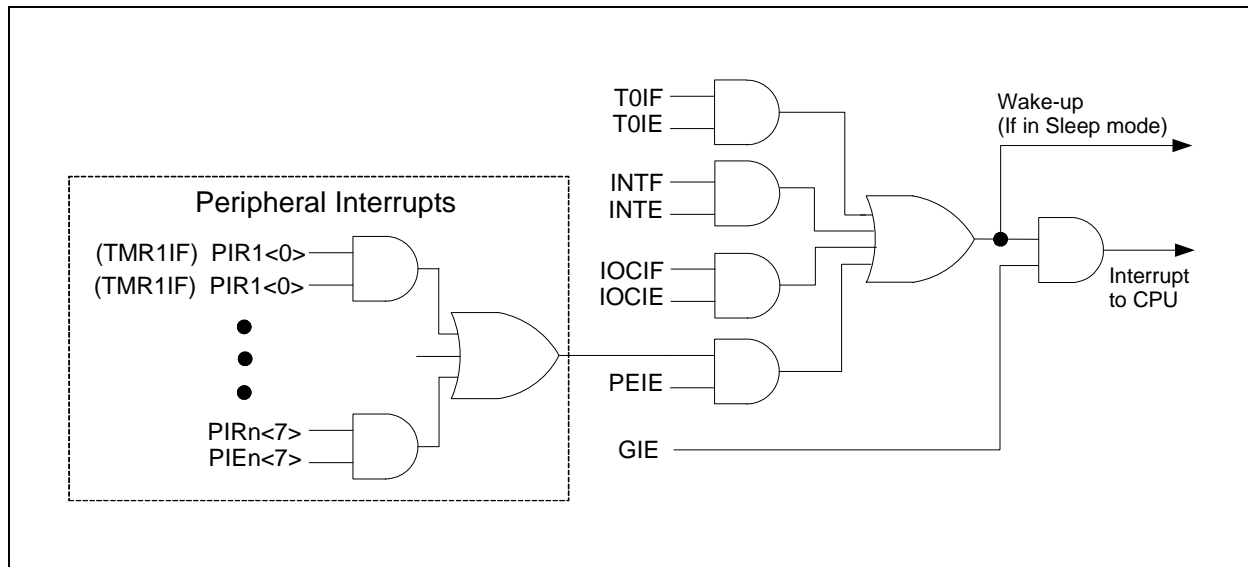 T0IF
T0IE
Wake-up
(If in Sleep mode)
INTF
INTE
Peripheral Interrupts
(TMR1IF) PIR1<0>
(TMR1IF) PIR1<0>
IOCIF
IOCIE
Interrupt
to CPU
PEIE
PIRn<7>
PIEn<7>
GIE